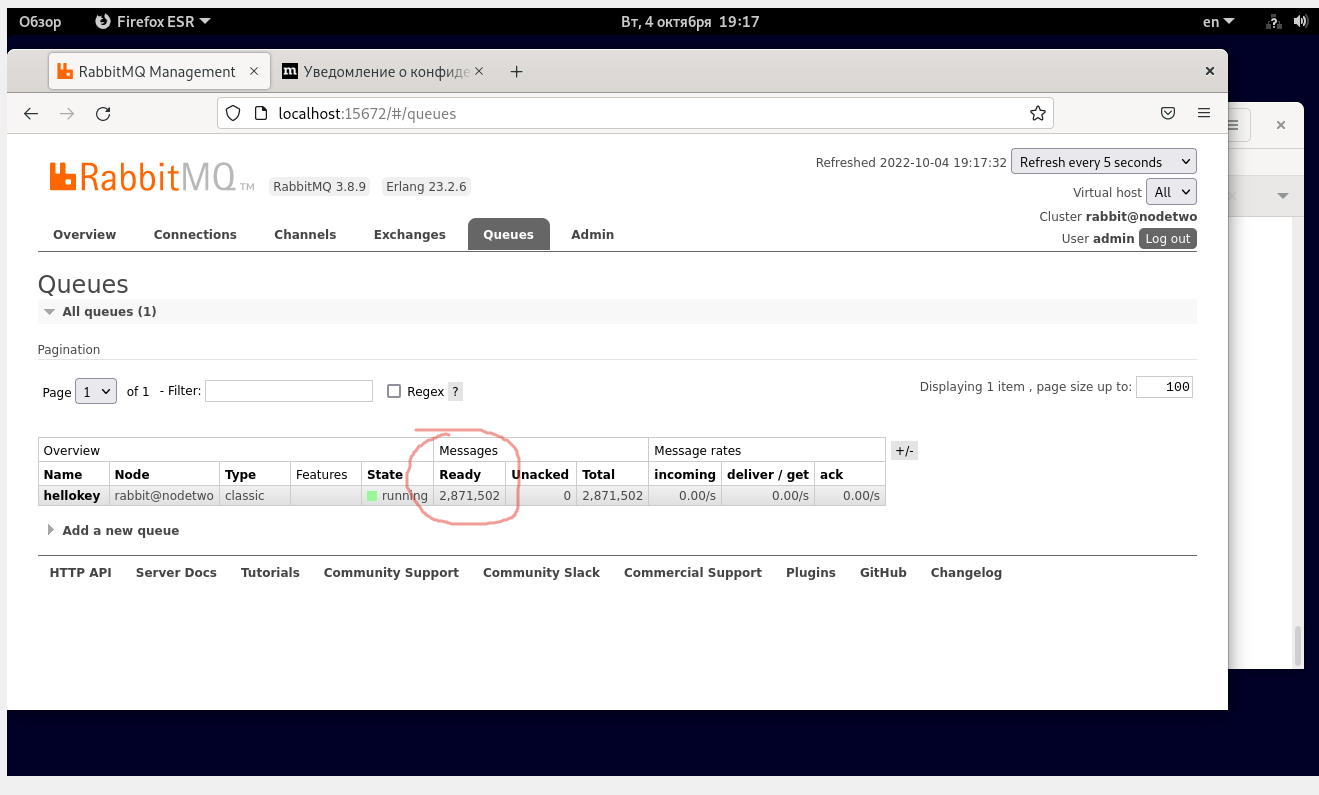 Обзор Firefox ESR Вт, 4 октября 19:17 en
RabbitMQ Management × Уведомление о конфиде × +
localhost:15672/#/queues
RabbitMQ TM RabbitMQ 3.8.9 Erlang 23.2.6
Refreshed 2022-10-04 19:17:32 Refresh every 5 seconds
Virtual host All
Cluster rabbit@nodetwo
User admin Log out
Overview Connections Channels Exchanges Queues Admin
Queues
All queues (1)
Pagination
Page 1 of 1 - Filter: Regex ? Displaying 1 item , page size up to: 100
Overview Messages Message rates +/-
Name Node Type Features State Ready Unacked Total incoming deliver / get ack
hellokey rabbit@nodetwo classic running 2,871,502 0 2,871,502 0.00/s 0.00/s 0.00/s
Add a new queue
HTTP API Server Docs Tutorials Community Support Community Slack Commercial Support Plugins GitHub Changelog